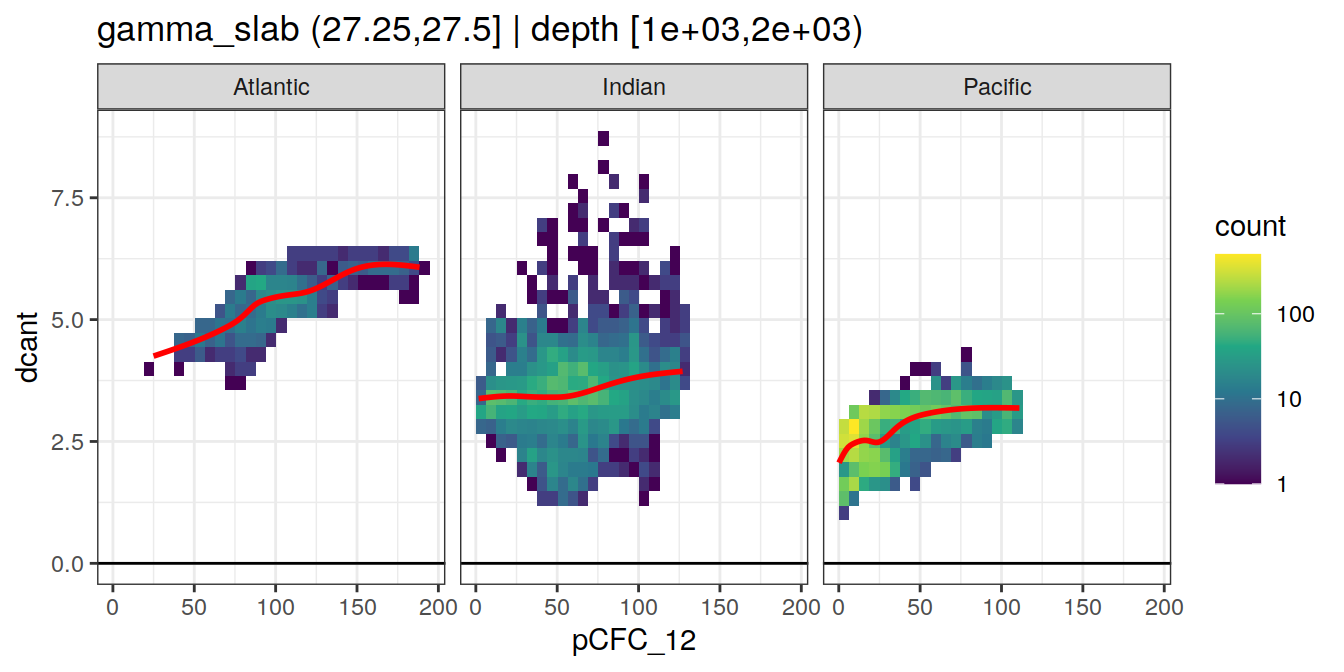 gamma_slab (27.25,27.5] | depth [1e+03,2e+03)
Atlantic Indian Pacific
7.5
5.0
2.5
0.0
dcant
0 50 100 150 200 0 50 100 150 200 0 50 100 150 200
pCFC_12
count
100
10
1